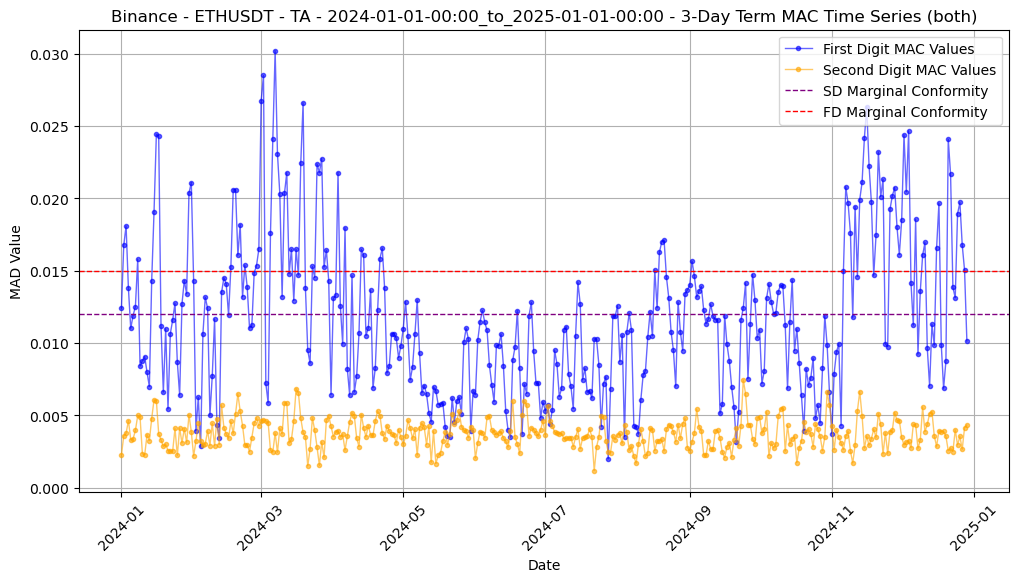 Binance - ETHUSDT - TA - 2024-01-01-00:00_to_2025-01-01-00:00 - 3-Day Term MAC Time Series (both)
First Digit MAC Values
Second Digit MAC Values
SD Marginal Conformity
FD Marginal Conformity
MAD Value
0.030
0.025
0.020
0.015
0.010
0.005
0.000
2024-01
2024-03
2024-05
2024-07
2024-09
2024-11
2025-01
Date